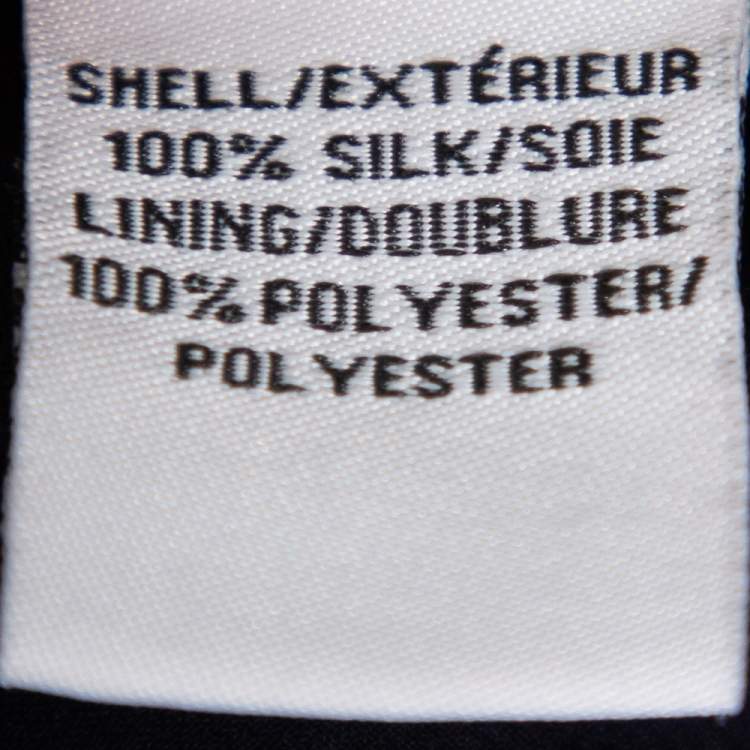 SHELL/EXTÉRIEUR
100% SILK/SOIE
LINING/DOUBLURE
100% POLYESTER/
POLYESTER